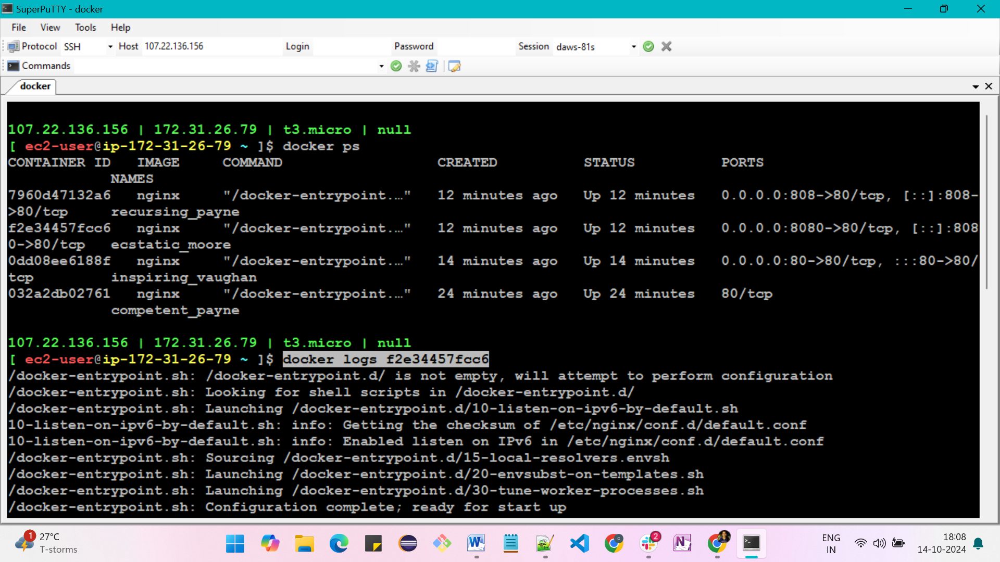 SuperPuTTY - docker
File View Tools Help
Protocol SSH Host 107.22.136.156 Login Password Session daws-81s
Commands
docker
107.22.136.156 | 172.31.26.79 | t3.micro | null
[ ec2-user@ip-172-31-26-79 ~ ]$ docker ps
CONTAINER ID   IMAGE     COMMAND                  CREATED          STATUS          PORTS
            NAMES
7960d47132a6   nginx     "/docker-entrypoint.…"   12 minutes ago   Up 12 minutes   0.0.0.0:808->80/tcp, [::]:808-
>80/tcp     recursing_payne
f2e34457fcc6   nginx     "/docker-entrypoint.…"   12 minutes ago   Up 12 minutes   0.0.0.0:8080->80/tcp, [::]:808
0->80/tcp   ecstatic_moore
0dd08ee6188f   nginx     "/docker-entrypoint.…"   14 minutes ago   Up 14 minutes   0.0.0.0:80->80/tcp, :::80->80/
tcp         inspiring_vaughan
032a2db02761   nginx     "/docker-entrypoint.…"   24 minutes ago   Up 24 minutes   80/tcp
            competent_payne
107.22.136.156 | 172.31.26.79 | t3.micro | null
[ ec2-user@ip-172-31-26-79 ~ ]$ docker logs f2e34457fcc6
/docker-entrypoint.sh: /docker-entrypoint.d/ is not empty, will attempt to perform configuration
/docker-entrypoint.sh: Looking for shell scripts in /docker-entrypoint.d/
/docker-entrypoint.sh: Launching /docker-entrypoint.d/10-listen-on-ipv6-by-default.sh
10-listen-on-ipv6-by-default.sh: info: Getting the checksum of /etc/nginx/conf.d/default.conf
10-listen-on-ipv6-by-default.sh: info: Enabled listen on IPv6 in /etc/nginx/conf.d/default.conf
/docker-entrypoint.sh: Sourcing /docker-entrypoint.d/15-local-resolvers.envsh
/docker-entrypoint.sh: Launching /docker-entrypoint.d/20-envsubst-on-templates.sh
/docker-entrypoint.sh: Launching /docker-entrypoint.d/30-tune-worker-processes.sh
/docker-entrypoint.sh: Configuration complete; ready for start up
1 27°C
T-storms
2
ENG
IN
18:08
14-10-2024